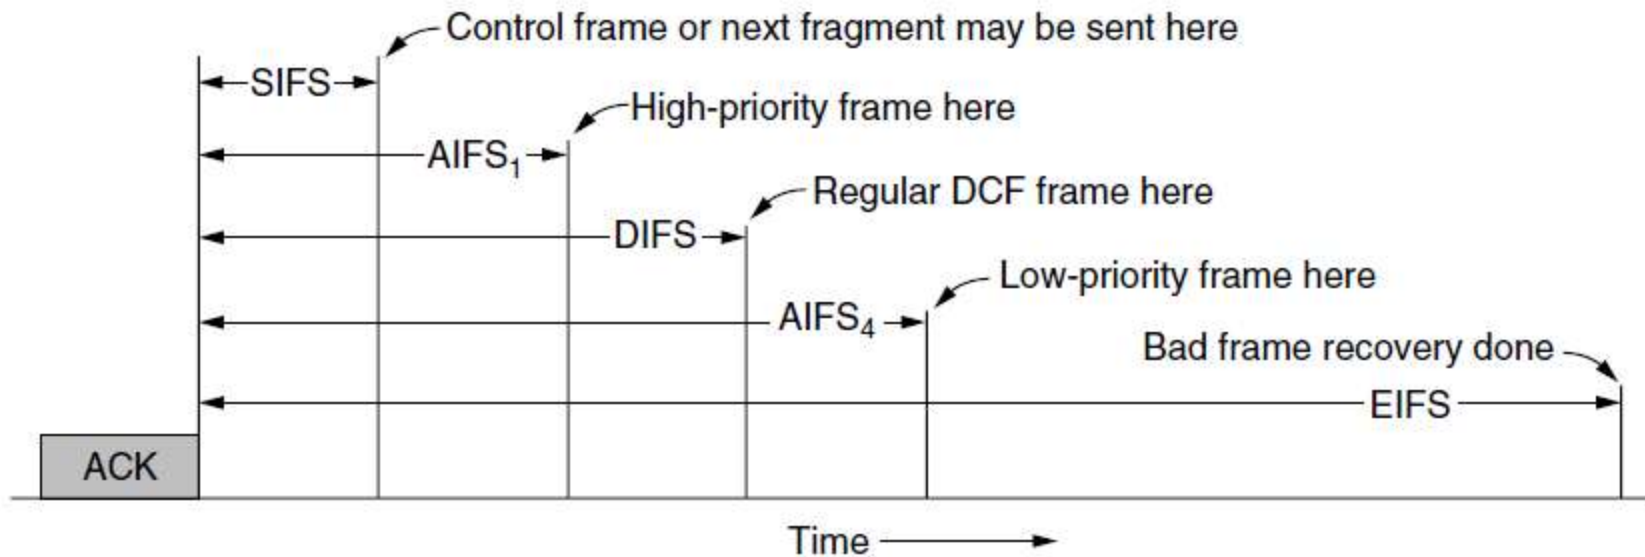 Control frame or next fragment may be sent here
SIFS
High-priority frame here
AIFS₁
Regular DCF frame here
DIFS
Low-priority frame here
AIFS₄
Bad frame recovery done
EIFS
ACK
Time